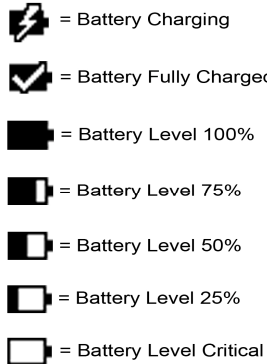 = Battery Charging
= Battery Fully Charged
= Battery Level 100%
= Battery Level 75%
= Battery Level 50%
= Battery Level 25%
= Battery Level Critical